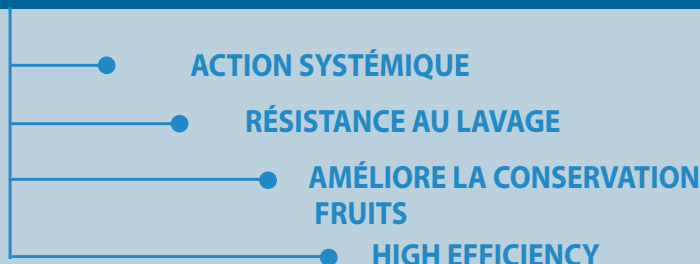 ACTION SYSTÉMIQUE
RÉSISTANCE AU LAVAGE
AMÉLIORE LA CONSERVATION
FRUITS
HIGH EFFICIENCY